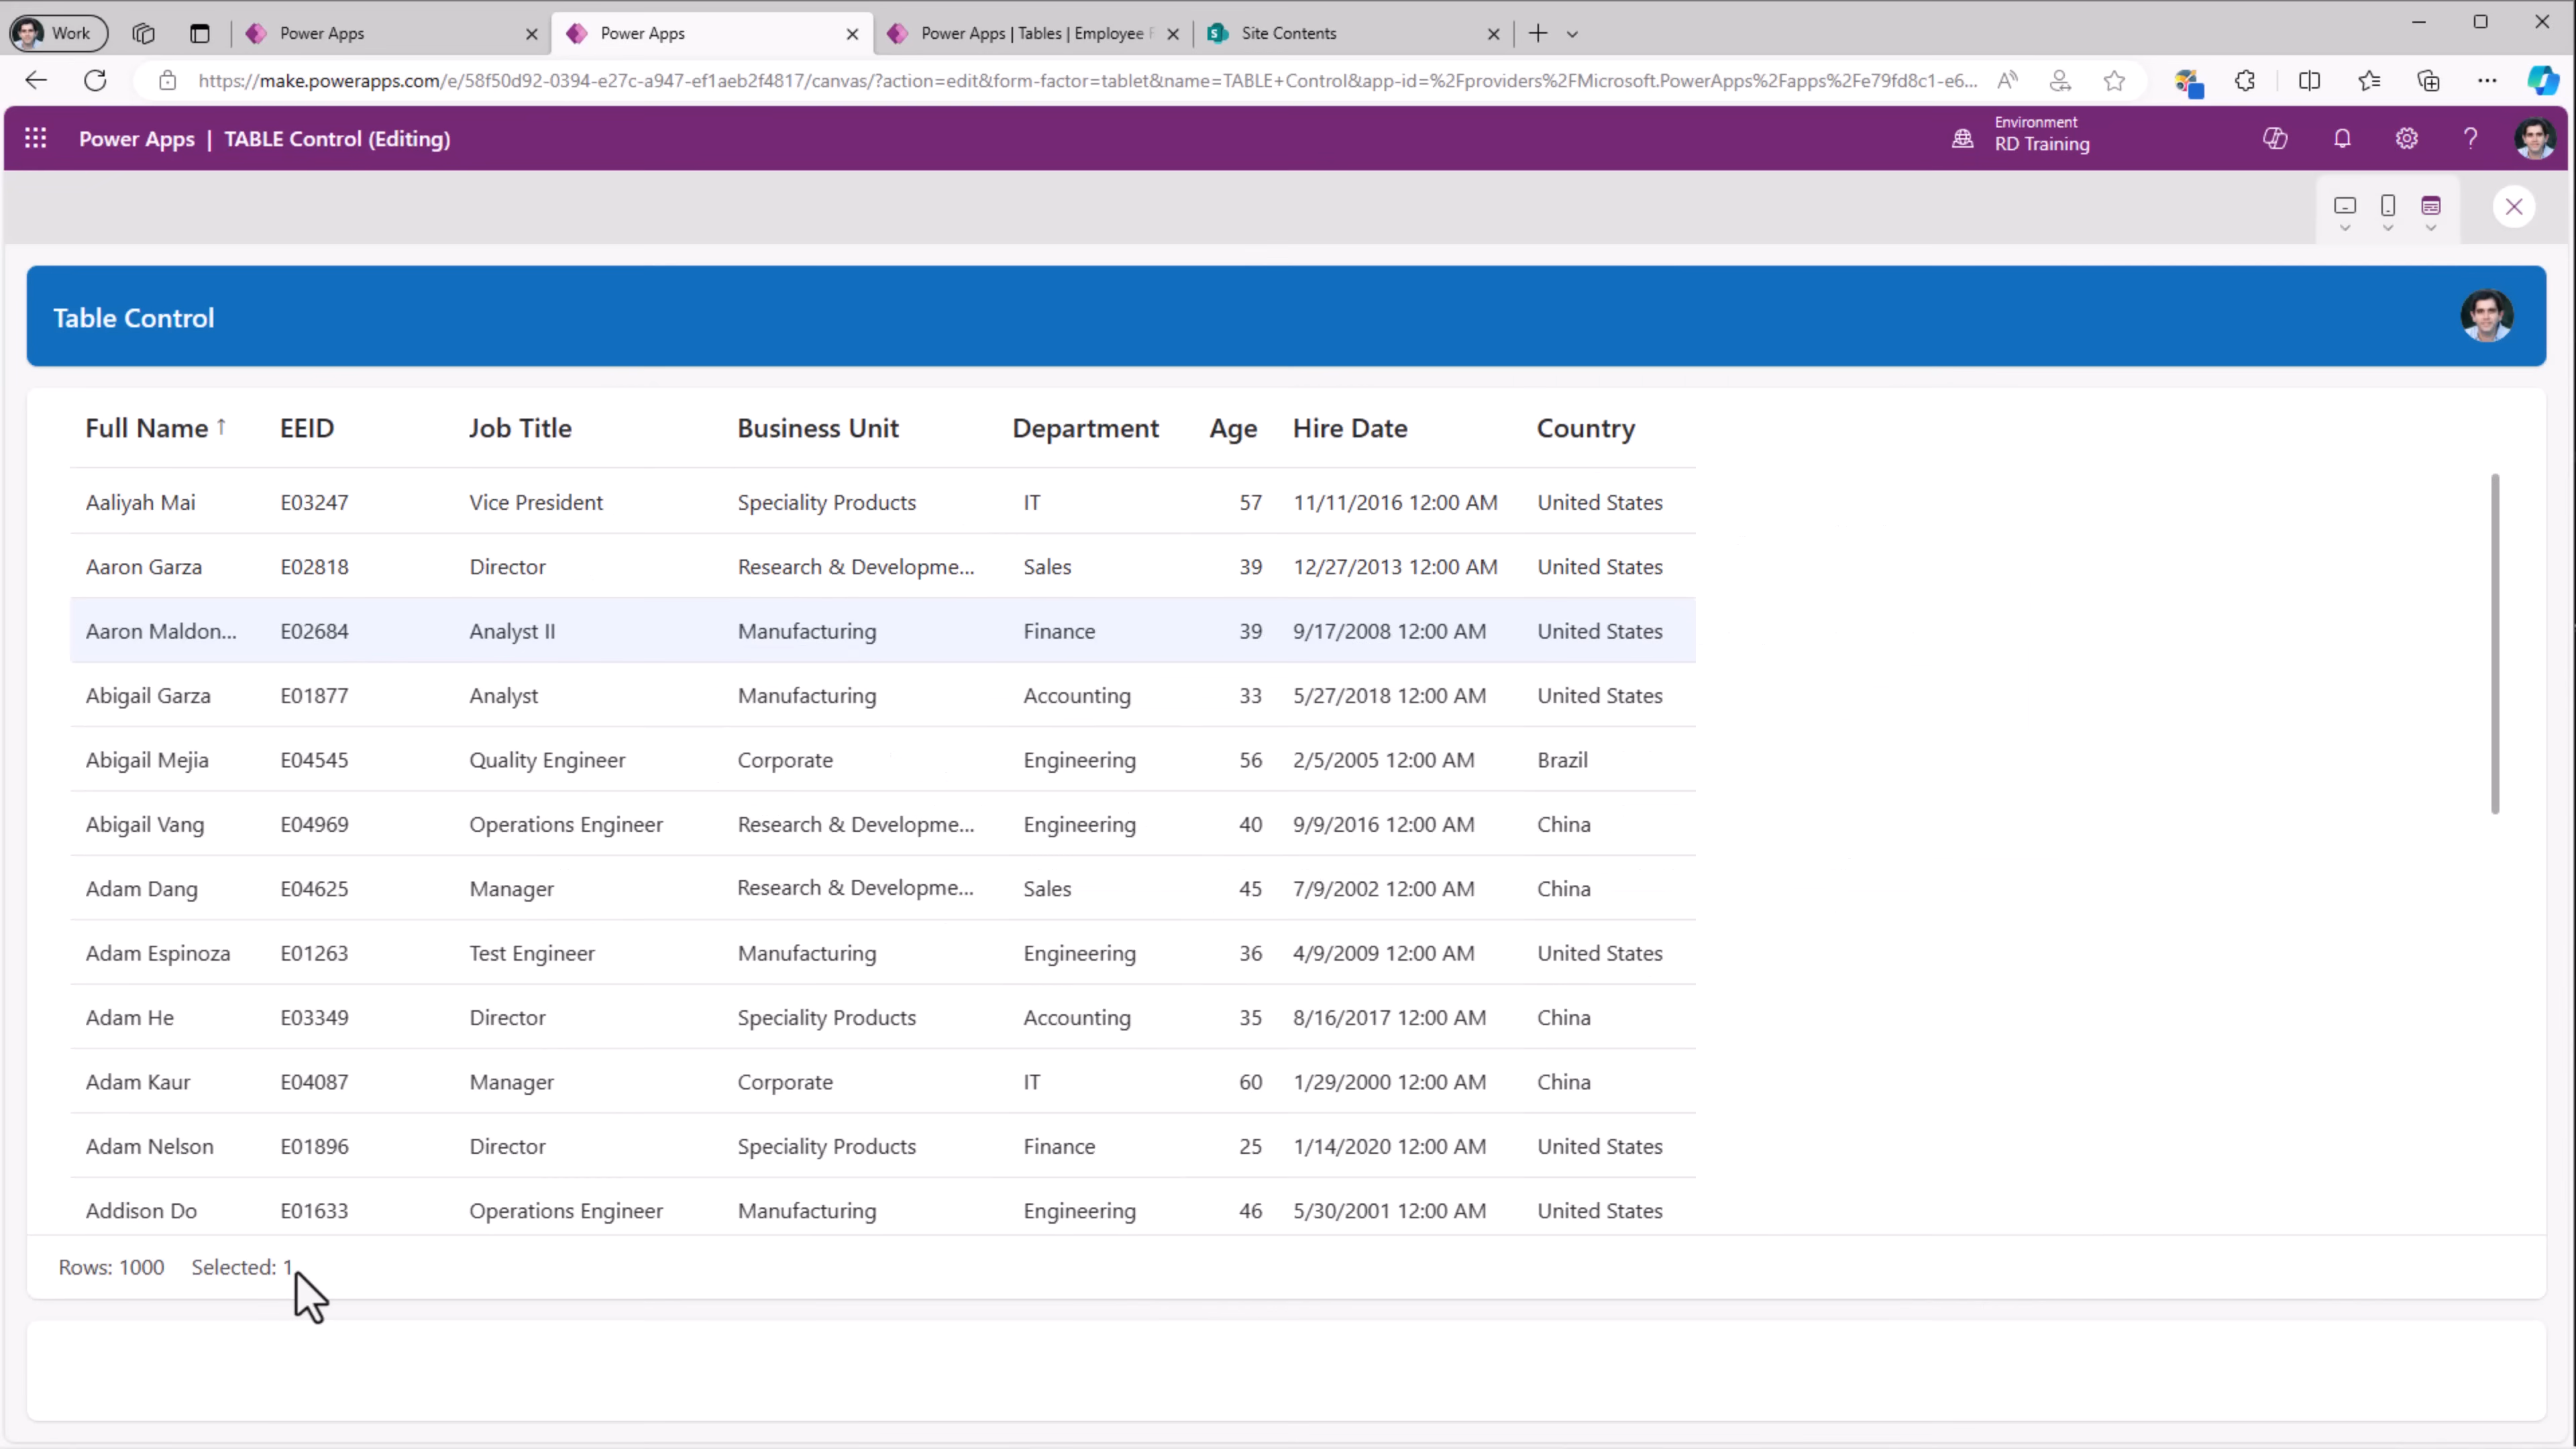 Work Power Apps Power Apps Power Apps | Tables | Employee Site Contents
https://make.powerapps.com/e/58f50d92-0394-e27c-a947-ef1aeb2f4817/canvas/?action=edit&form-factor=tablet&name=TABLE+Control&app-id=%2Fproviders%2FMicrosoft.PowerApps%2Fapps%2Fe79fd8c1-e6...
Power Apps | TABLE Control (Editing) Environment
RD Training
Table Control
Full Name ↑ EEID Job Title Business Unit Department Age Hire Date Country
Aaliyah Mai E03247 Vice President Speciality Products IT 57 11/11/2016 12:00 AM United States
Aaron Garza E02818 Director Research & Developme... Sales 39 12/27/2013 12:00 AM United States
Aaron Maldon... E02684 Analyst II Manufacturing Finance 39 9/17/2008 12:00 AM United States
Abigail Garza E01877 Analyst Manufacturing Accounting 33 5/27/2018 12:00 AM United States
Abigail Mejia E04545 Quality Engineer Corporate Engineering 56 2/5/2005 12:00 AM Brazil
Abigail Vang E04969 Operations Engineer Research & Developme... Engineering 40 9/9/2016 12:00 AM China
Adam Dang E04625 Manager Research & Developme... Sales 45 7/9/2002 12:00 AM China
Adam Espinoza E01263 Test Engineer Manufacturing Engineering 36 4/9/2009 12:00 AM United States
Adam He E03349 Director Speciality Products Accounting 35 8/16/2017 12:00 AM China
Adam Kaur E04087 Manager Corporate IT 60 1/29/2000 12:00 AM China
Adam Nelson E01896 Director Speciality Products Finance 25 1/14/2020 12:00 AM United States
Addison Do E01633 Operations Engineer Manufacturing Engineering 46 5/30/2001 12:00 AM United States
Rows: 1000 Selected: 1